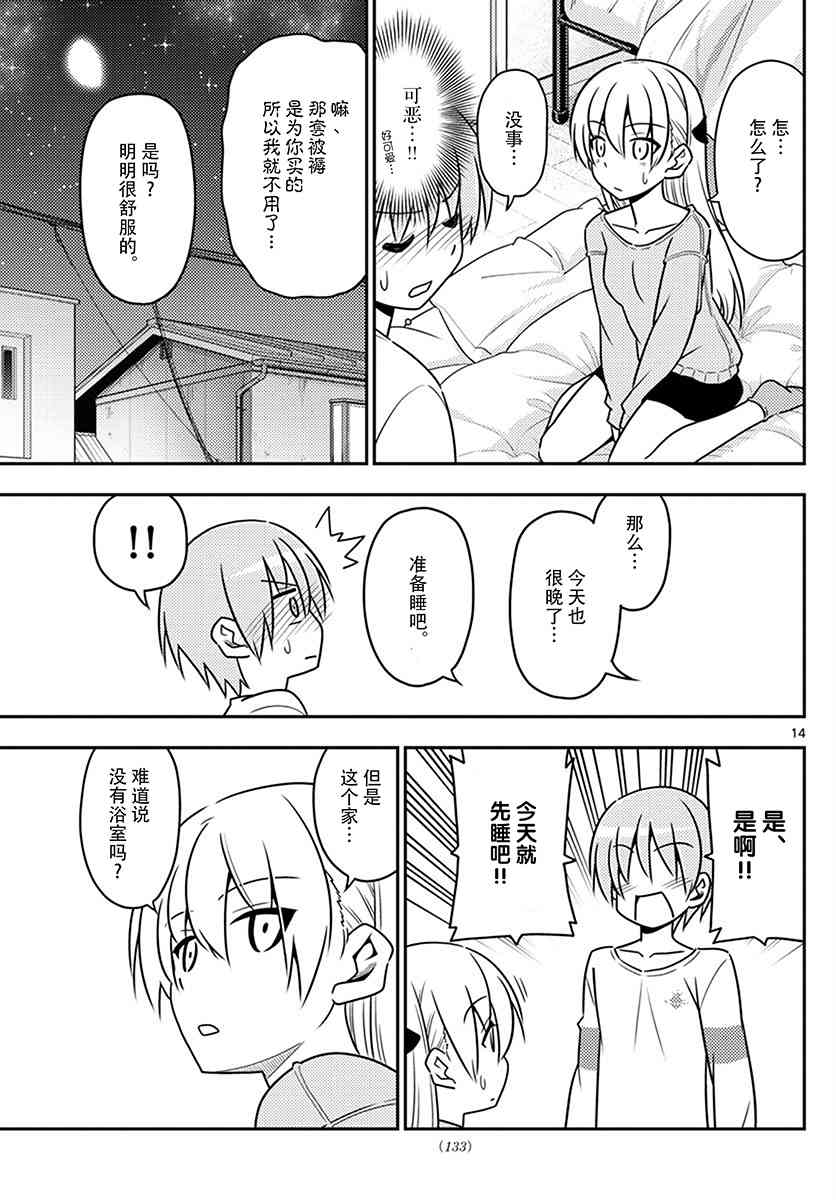 怎…
怎么了?
没事…
可恶…!!
好可爱…
嘛、
那套被褥
是为你买的
所以我就
不用了…
是吗?
明明很舒服的。
那么…
今天也
很晚了…
准备睡吧。
!!
14
是、
是啊!!
今天就
先睡吧!!
但是
这个家…
难道说
没有浴室吗?
(133)